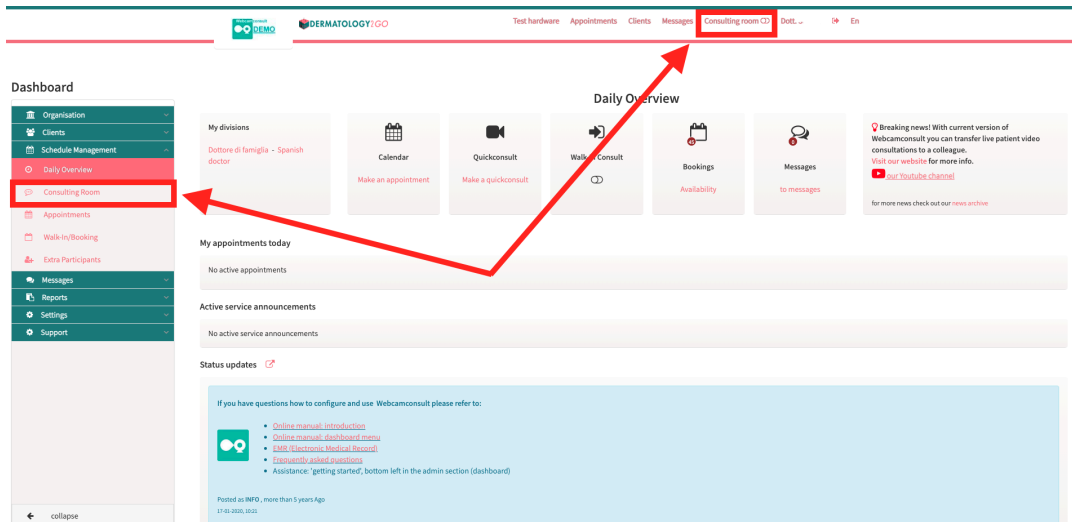 Webcamconsult
DEMO
DERMATOLOGY2GO
Test hardware Appointments Clients Messages Consulting room Dott. En
Dashboard
Organisation
Clients
Schedule Management
Daily Overview
Consulting Room
Appointments
Walk-In/Booking
Extra Participants
Messages
Reports
Settings
Support
collapse
Daily Overview
My divisions
Dottore di famiglia - Spanish
doctor
Calendar
Make an appointment
Quickconsult
Make a quickconsult
Walk-in Consult
45
Bookings
Availability
Messages
to messages
Breaking news! With current version of
Webcamconsult you can transfer live patient video
consultations to a colleague.
Visit our website for more info.
our Youtube channel
for more news check out our news archive
My appointments today
No active appointments
Active service announcements
No active service announcements
Status updates
If you have questions how to configure and use Webcamconsult please refer to:
Online manual: introduction
Online manual: dashboard menu
EMR (Electronic Medical Record)
Frequently asked questions
Assistance: 'getting started', bottom left in the admin section (dashboard)
Posted as INFO , more than 5 years Ago
17-01-2020, 10:21